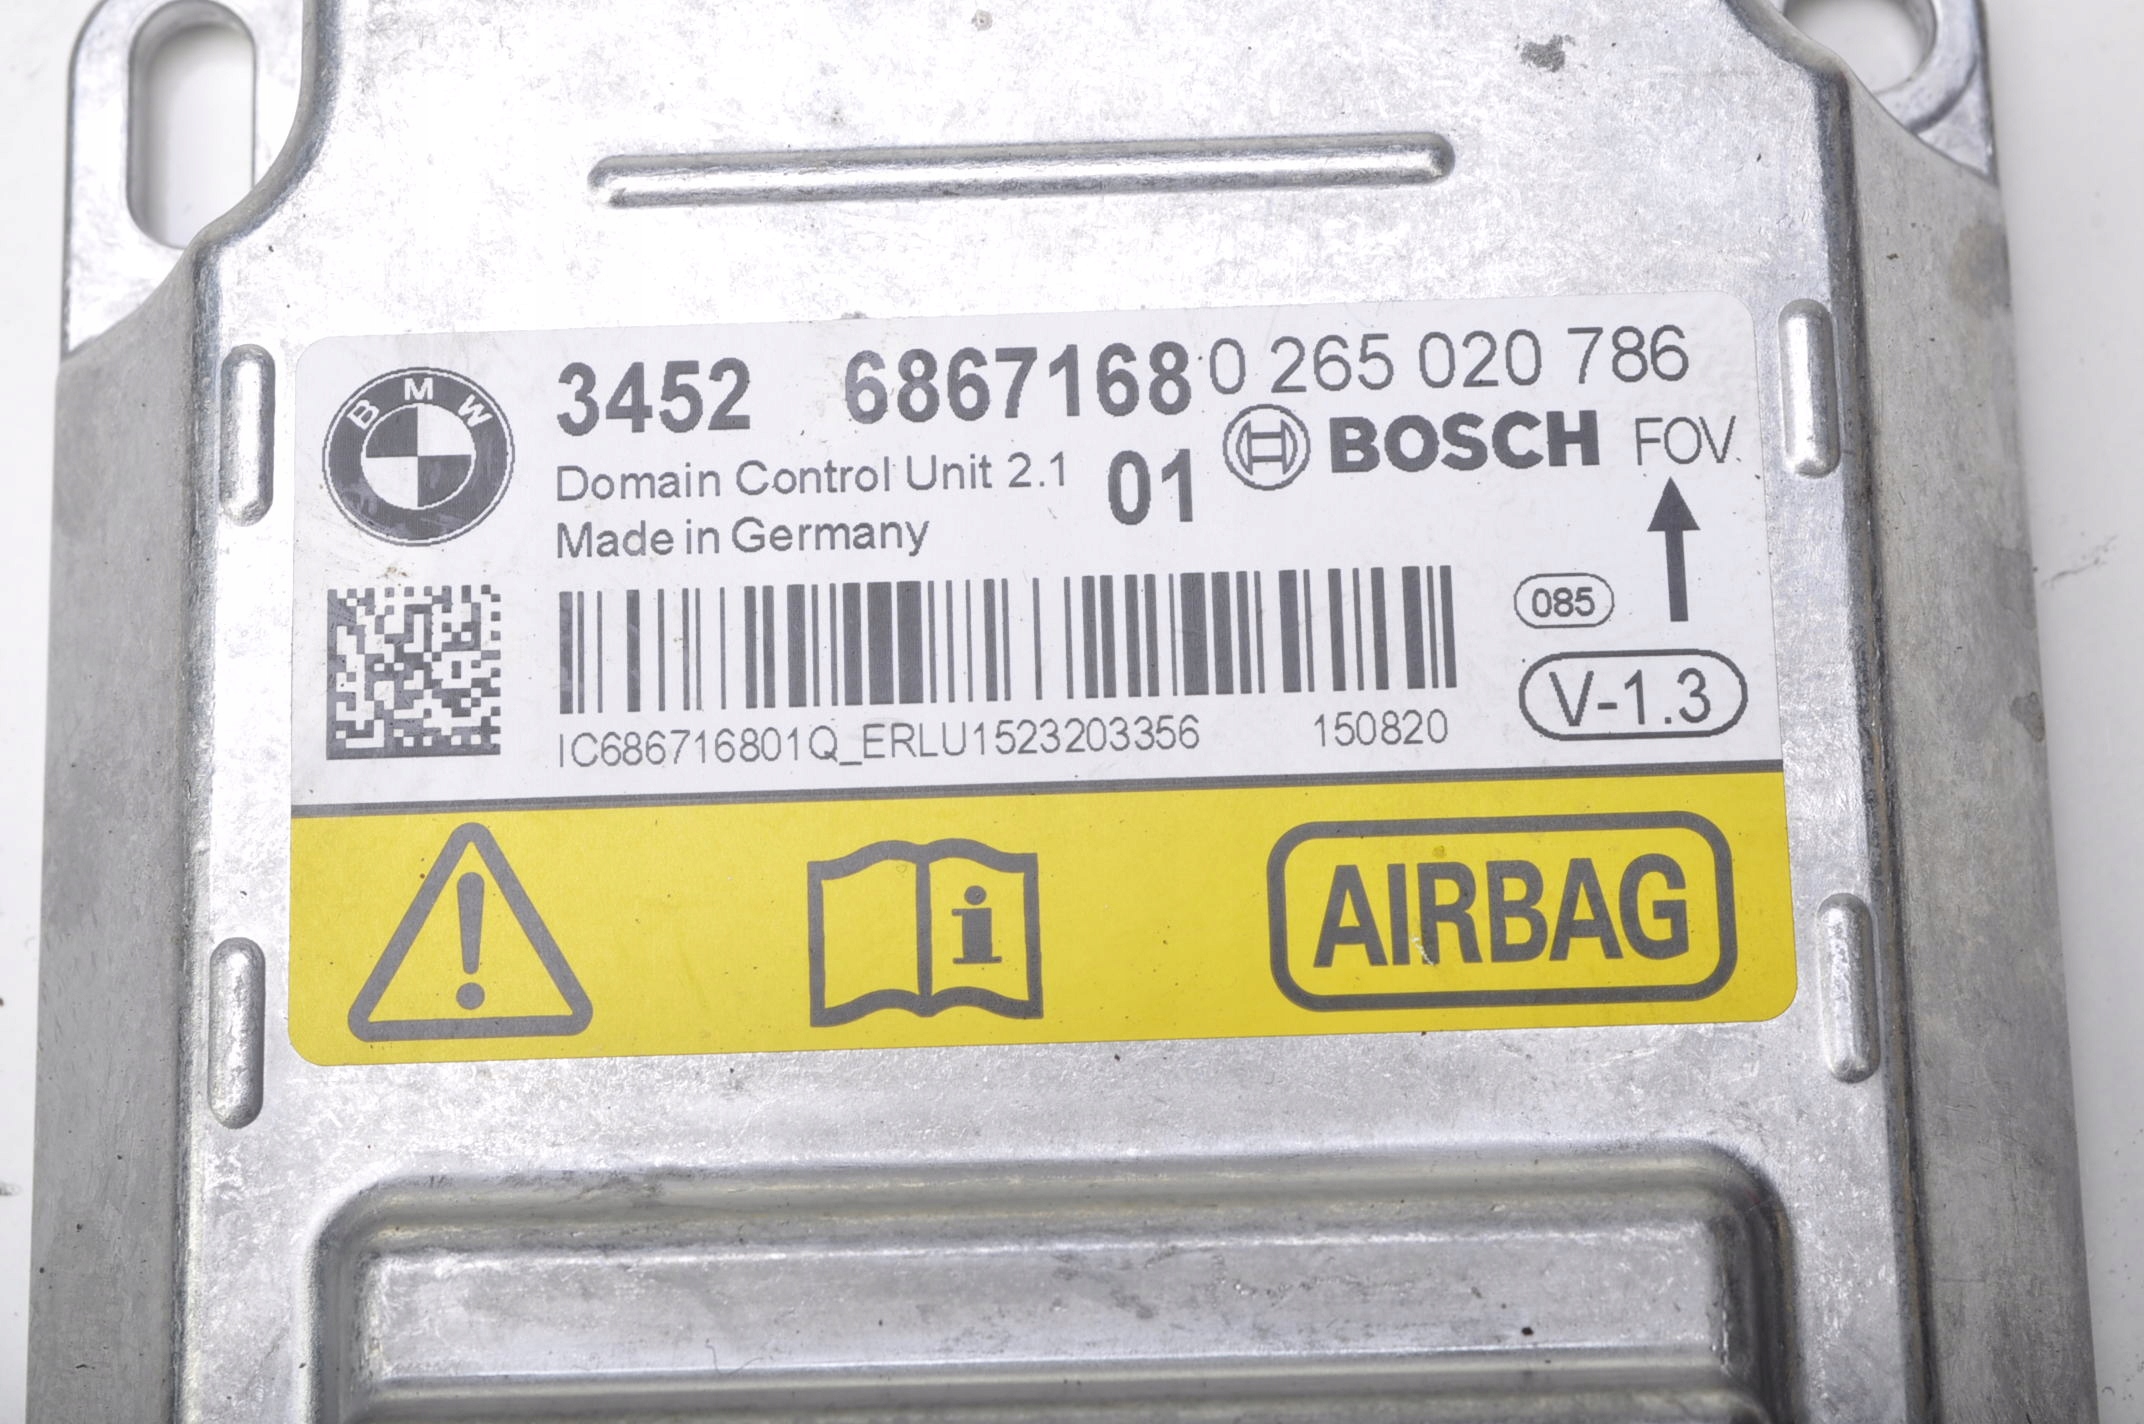 BMW
3452 6867168 0 265 020 786
Domain Control Unit 2.1 01 BOSCH FOV
Made in Germany
085
V-1.3
IC686716801Q_ERLU1523203356 150820
i
AIRBAG